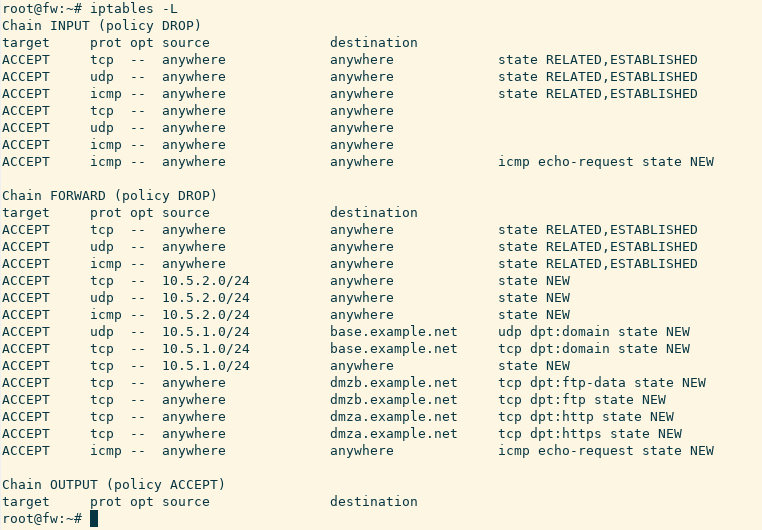 root@fw:~# iptables -L
Chain INPUT (policy DROP)
target     prot opt source               destination
ACCEPT     tcp  --  anywhere             anywhere             state RELATED,ESTABLISHED
ACCEPT     udp  --  anywhere             anywhere             state RELATED,ESTABLISHED
ACCEPT     icmp --  anywhere             anywhere             state RELATED,ESTABLISHED
ACCEPT     tcp  --  anywhere             anywhere
ACCEPT     udp  --  anywhere             anywhere
ACCEPT     icmp --  anywhere             anywhere
ACCEPT     icmp --  anywhere             anywhere             icmp echo-request state NEW

Chain FORWARD (policy DROP)
target     prot opt source               destination
ACCEPT     tcp  --  anywhere             anywhere             state RELATED,ESTABLISHED
ACCEPT     udp  --  anywhere             anywhere             state RELATED,ESTABLISHED
ACCEPT     icmp --  anywhere             anywhere             state RELATED,ESTABLISHED
ACCEPT     tcp  --  10.5.2.0/24          anywhere             state NEW
ACCEPT     udp  --  10.5.2.0/24          anywhere             state NEW
ACCEPT     icmp --  10.5.2.0/24          anywhere             state NEW
ACCEPT     udp  --  10.5.1.0/24          base.example.net     udp dpt:domain state NEW
ACCEPT     tcp  --  10.5.1.0/24          base.example.net     tcp dpt:domain state NEW
ACCEPT     tcp  --  10.5.1.0/24          anywhere             state NEW
ACCEPT     tcp  --  anywhere             dmzb.example.net     tcp dpt:ftp-data state NEW
ACCEPT     tcp  --  anywhere             dmzb.example.net     tcp dpt:ftp state NEW
ACCEPT     tcp  --  anywhere             dmza.example.net     tcp dpt:http state NEW
ACCEPT     tcp  --  anywhere             dmza.example.net     tcp dpt:https state NEW
ACCEPT     icmp --  anywhere             anywhere             icmp echo-request state NEW

Chain OUTPUT (policy ACCEPT)
target     prot opt source               destination
root@fw:~#